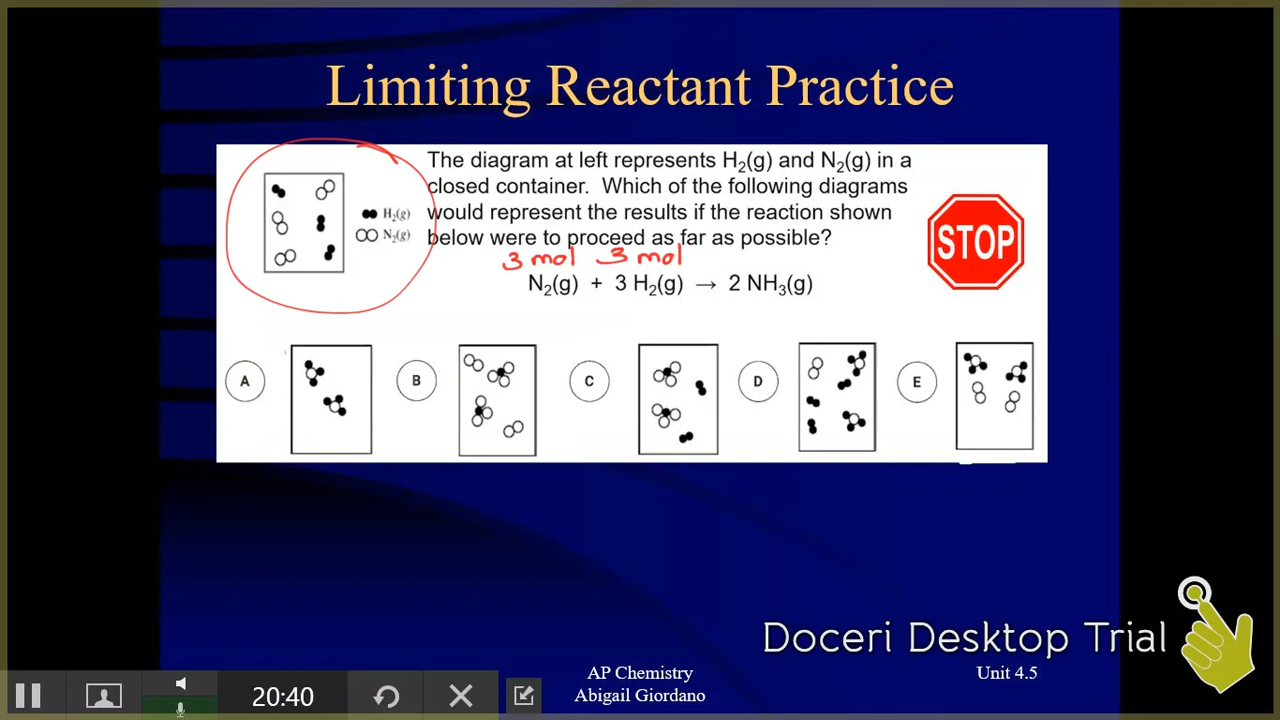 Limiting Reactant Practice
The diagram at left represents H₂(g) and N₂(g) in a
closed container. Which of the following diagrams
would represent the results if the reaction shown
below were to proceed as far as possible?
H₂(g)
N₂(g)
3 mol 3 mol
N₂(g) + 3 H₂(g) → 2 NH₃(g)
STOP
A
B
C
D
E
Doceri Desktop Trial
AP Chemistry
Abigail Giordano
Unit 4.5
20:40